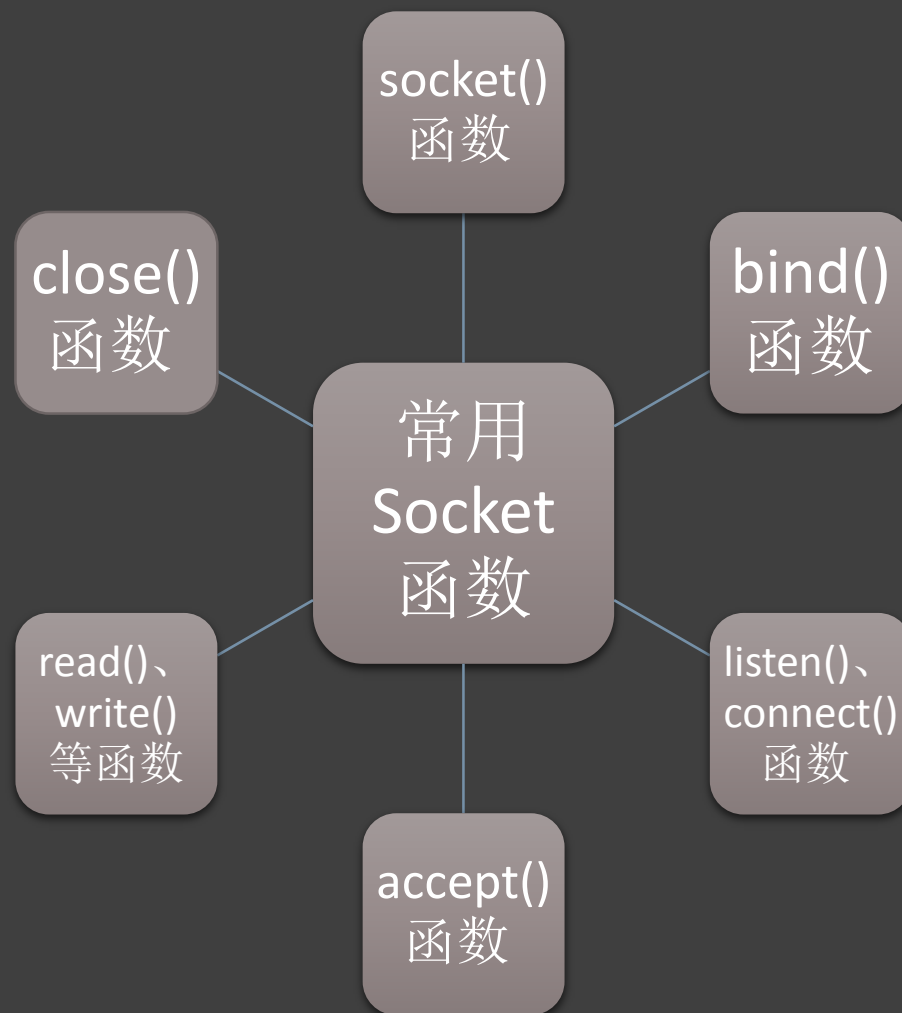 socket()
函数
bind()
函数
listen()、
connect()
函数
accept()
函数
read()、
write()
等函数
close()
函数
常用
Socket
函数